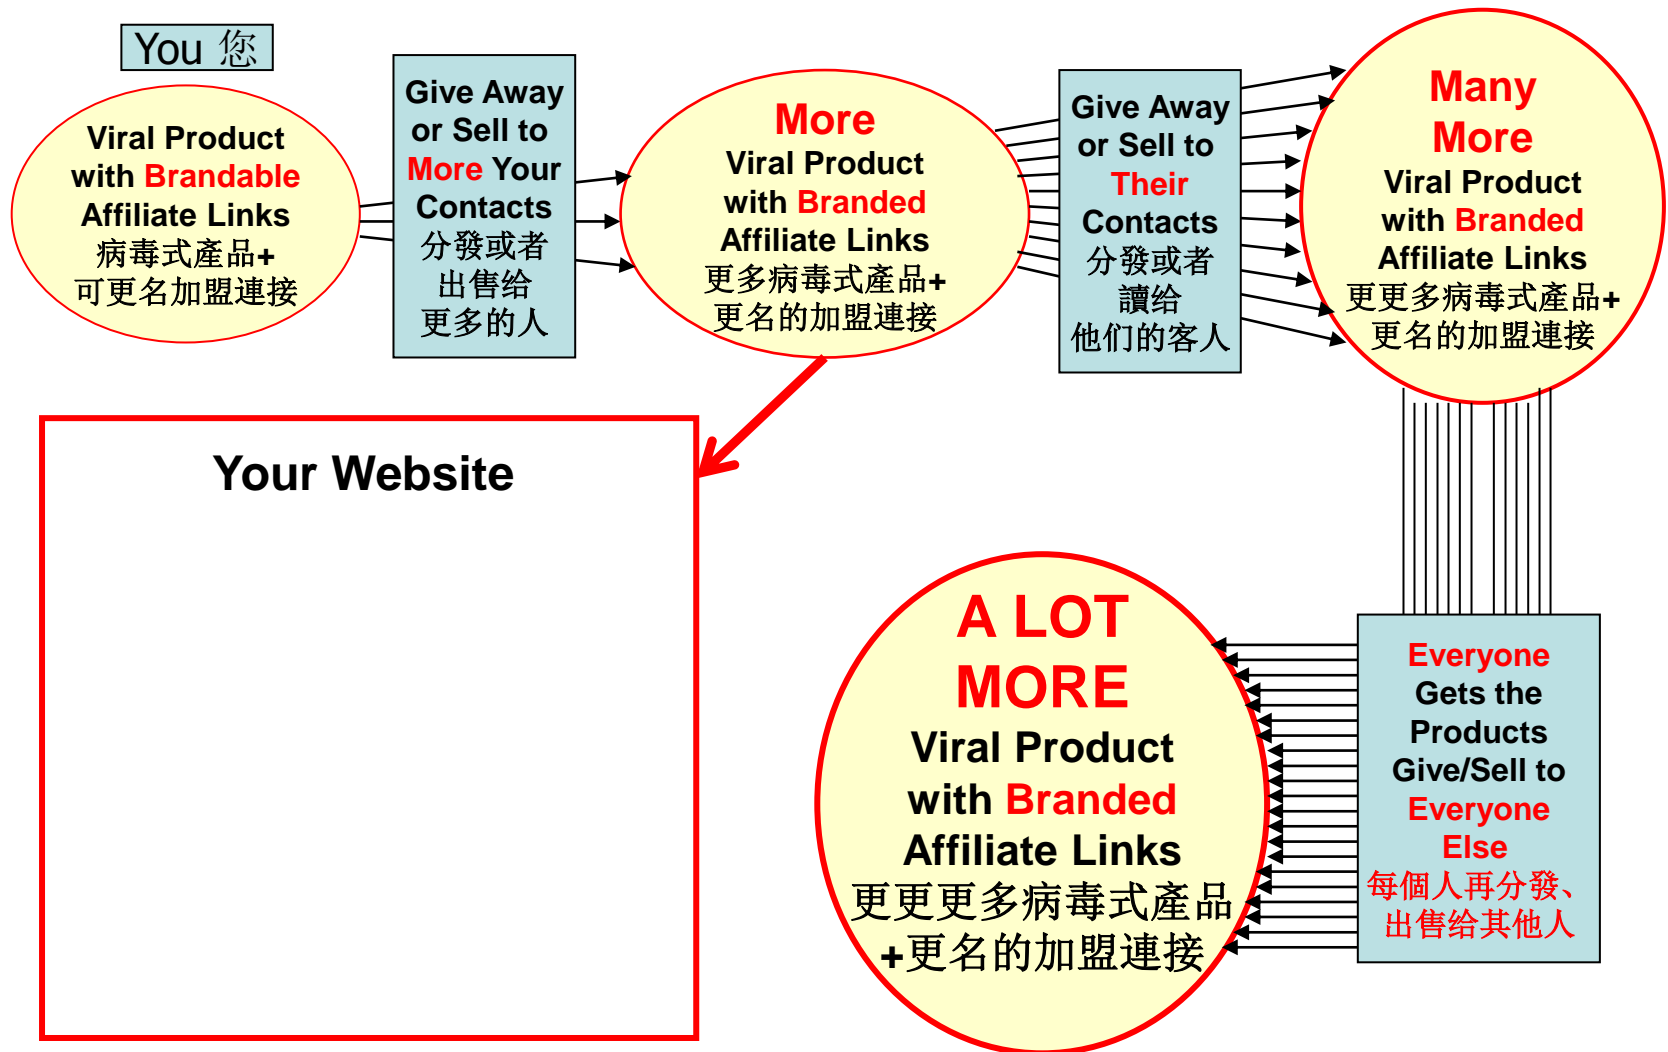 You 您
Viral Product
with Brandable
Affiliate Links
病毒式產品+
可更名加盟連接
Give Away
or Sell to
More Your
Contacts
分發或者
出售给
更多的人
More
Viral Product
with Branded
Affiliate Links
更多病毒式產品+
更名的加盟連接
Give Away
or Sell to
Their
Contacts
分發或者
讀给
他们的客人
Many
More
Viral Product
with Branded
Affiliate Links
更更多病毒式產品+
更名的加盟連接
Your Website
A LOT
MORE
Viral Product
with Branded
Affiliate Links
更更更多病毒式產品
+更名的加盟連接
Everyone
Gets the
Products
Give/Sell to
Everyone
Else
每個人再分發、
出售给其他人